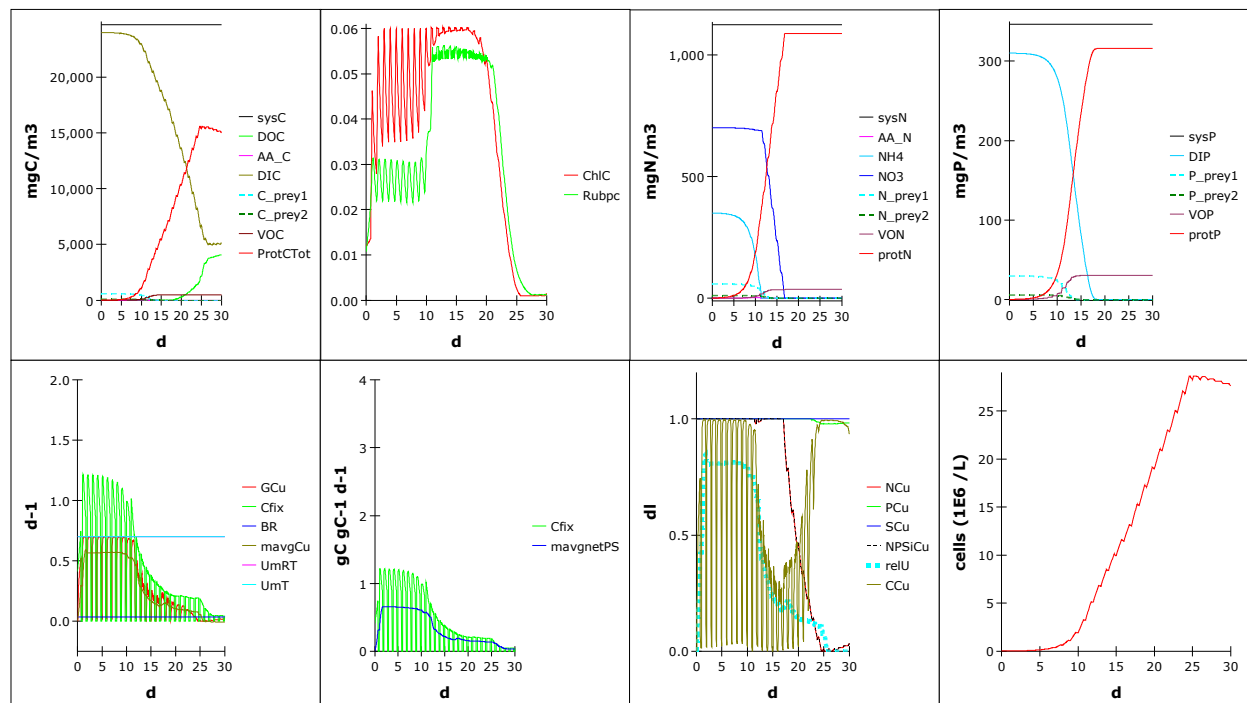 mgC/m3
20,000
15,000
10,000
5,000
0
0 5 10 15 20 25 30
d
sysC
DOC
AA_C
DIC
C_prey1
C_prey2
VOC
ProtCTot
0.06
0.05
0.04
0.03
0.02
0.01
0.00
0 5 10 15 20 25 30
d
ChlC
Rubpc
mgN/m3
1,000
500
0
0 5 10 15 20 25 30
d
sysN
AA_N
NH4
NO3
N_prey1
N_prey2
VON
protN
mgP/m3
300
200
100
0
0 5 10 15 20 25 30
d
sysP
DIP
P_prey1
P_prey2
VOP
protP
d-1
2.0
1.5
1.0
0.5
0.0
0 5 10 15 20 25 30
d
GCu
Cfix
BR
mavgCu
UmRT
UmT
gC gC-1 d-1
4
3
2
1
0
0 5 10 15 20 25 30
d
Cfix
mavgnetPS
dl
1.0
0.5
0.0
0 5 10 15 20 25 30
d
NCu
PCu
SCu
NPSiCu
relU
CCu
cells (1E6 /L)
25
20
15
10
5
0
0 5 10 15 20 25 30
d